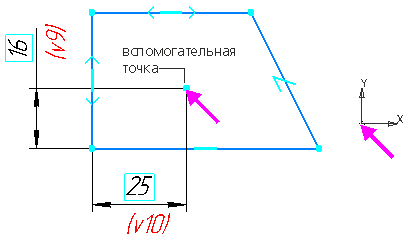 16
(v9)
вспомогательная
точка
Y
X
25
(v10)